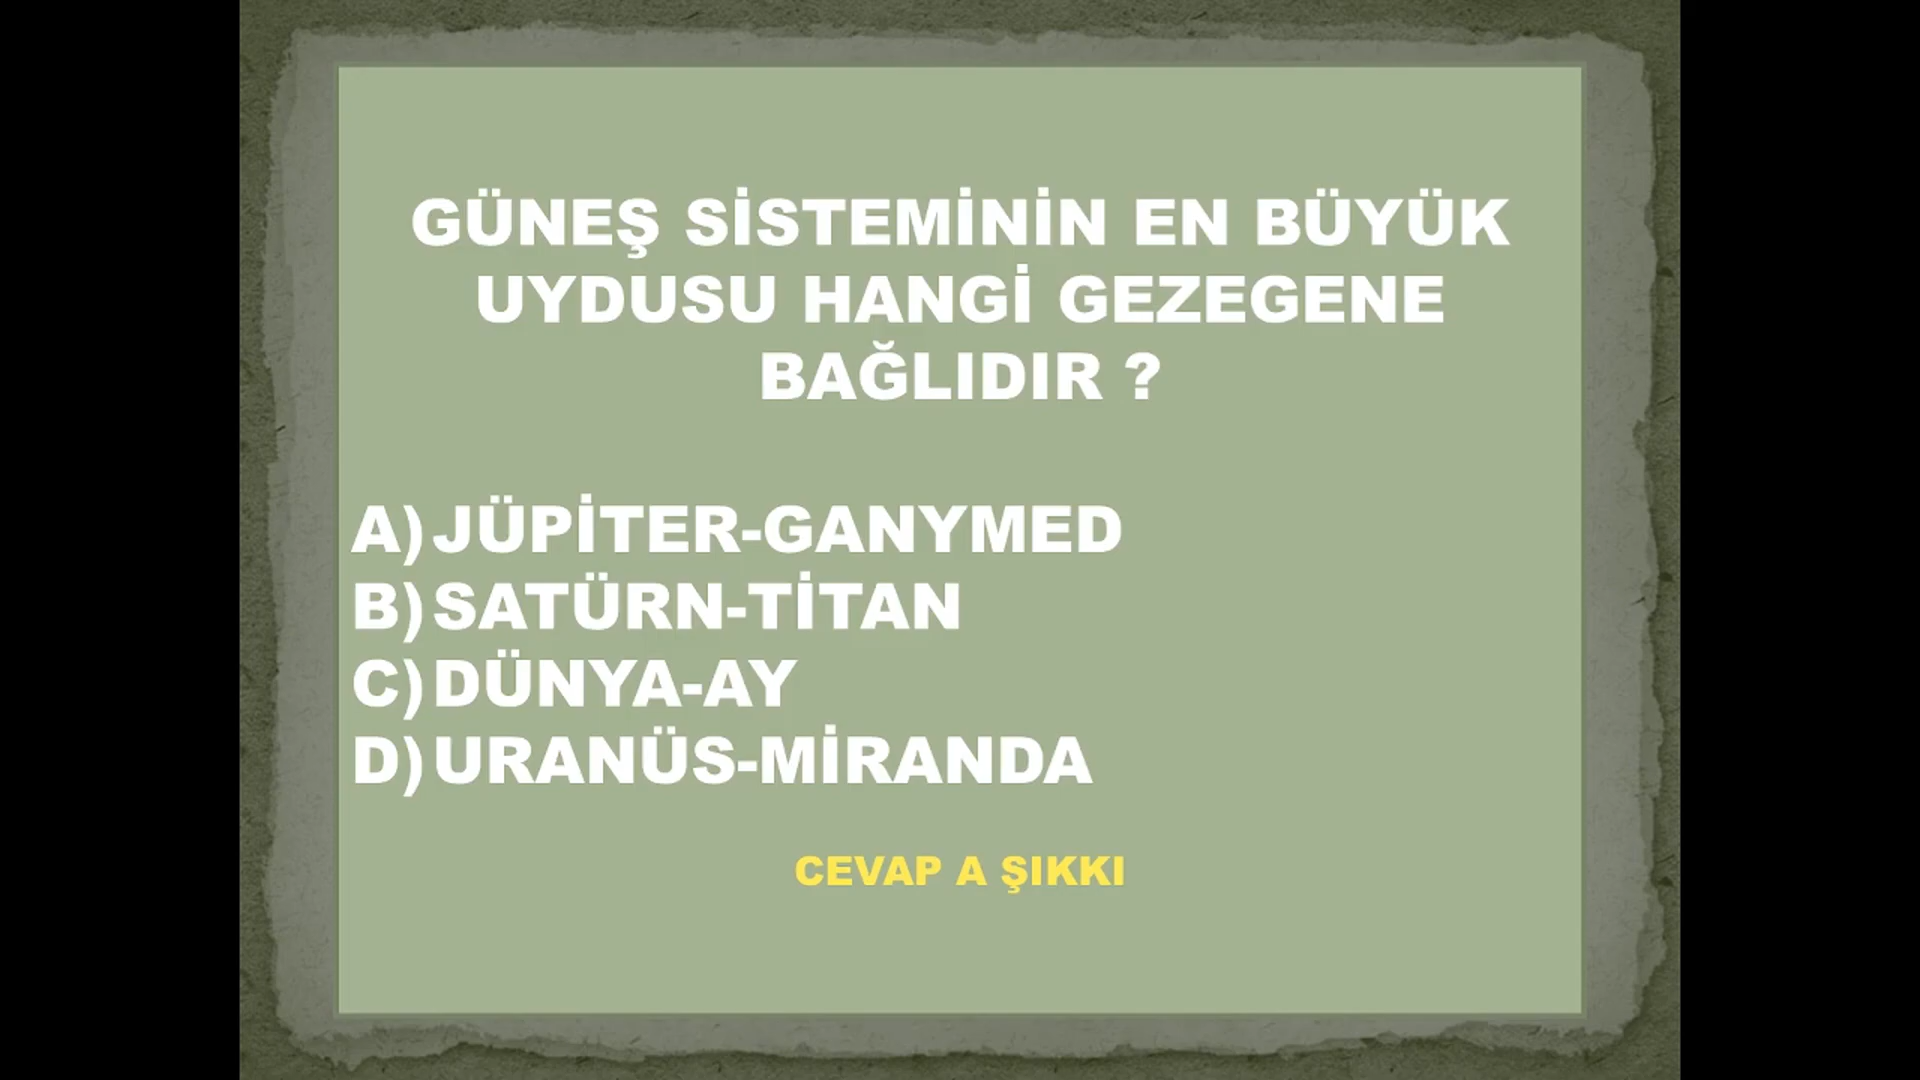 GÜNEŞ SİSTEMİNİN EN BÜYÜK
UYDUSU HANGİ GEZEGENE
BAĞLIDIR ?
A) JÜPİTER-GANYMED
B) SATÜRN-TİTAN
C) DÜNYA-AY
D) URANÜS-MİRANDA
CEVAP A ŞIKKI